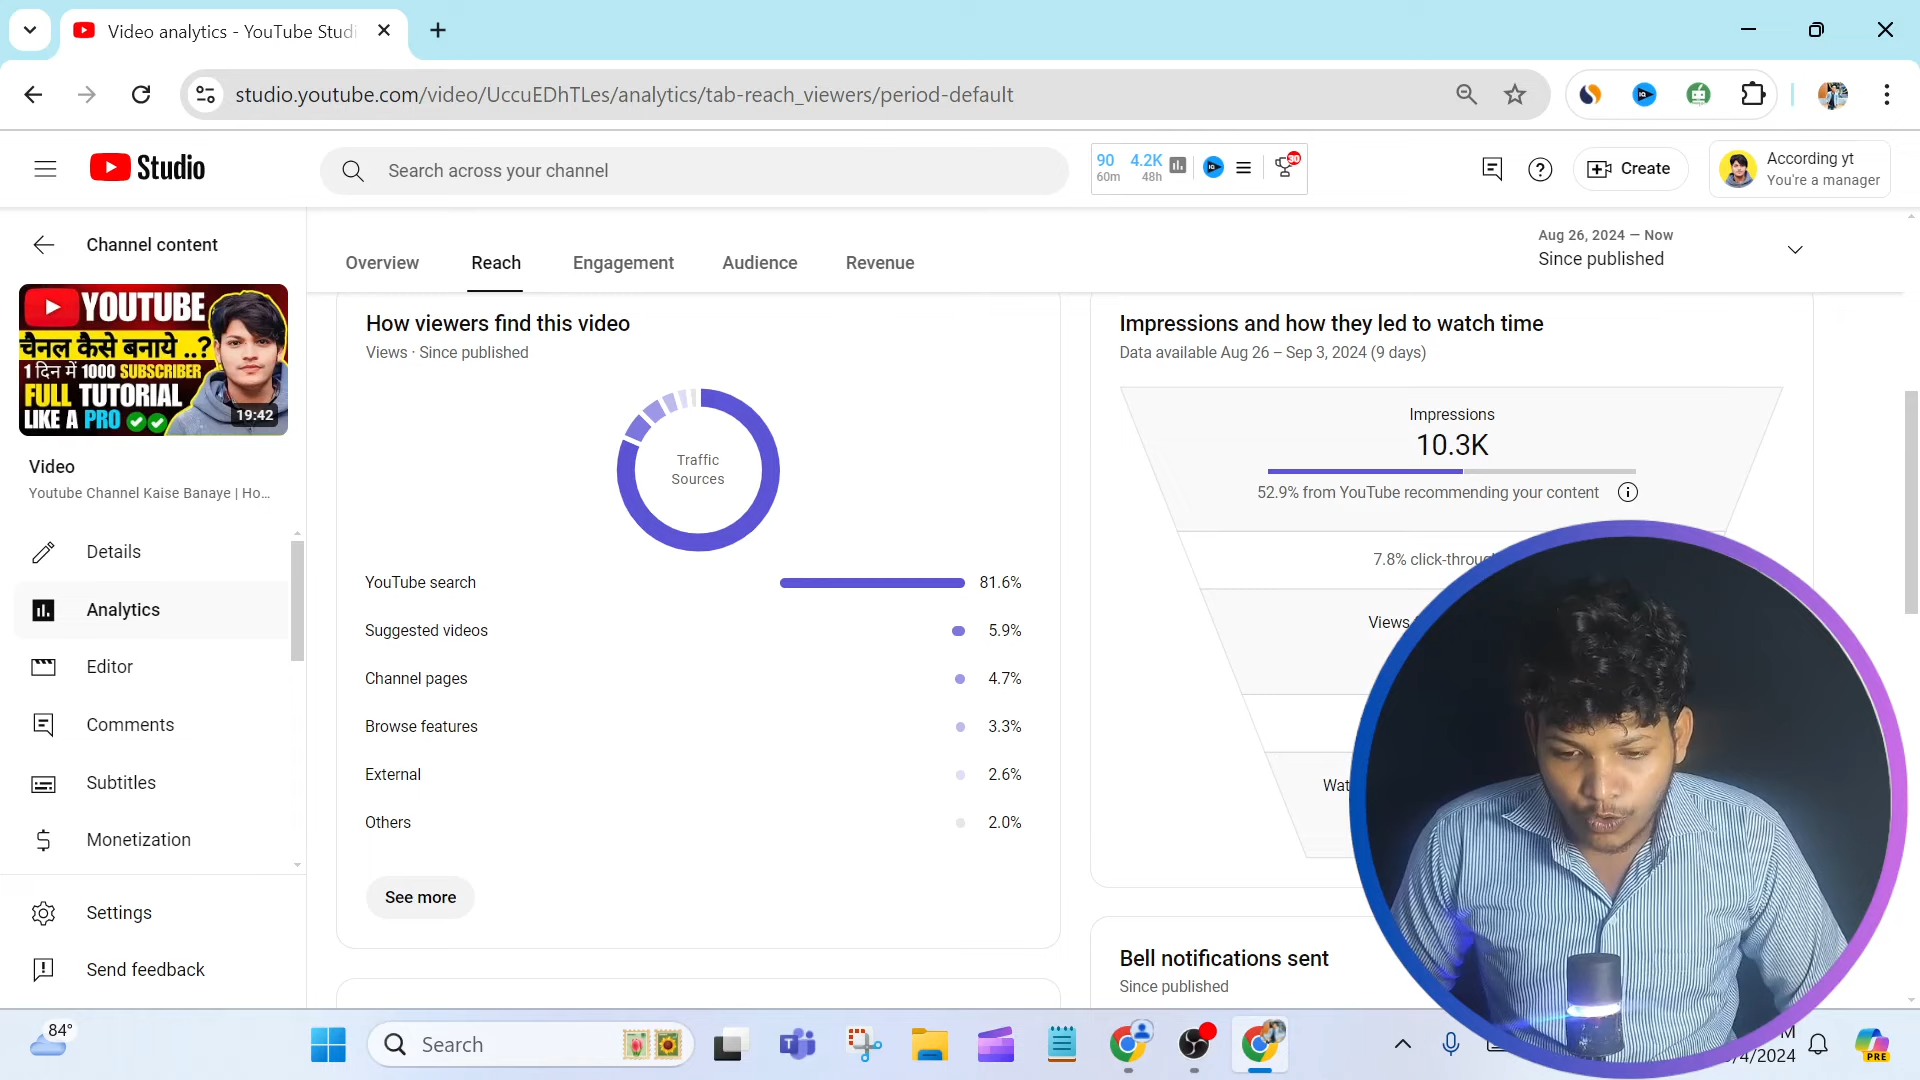 Video analytics - YouTube Studi
studio.youtube.com/video/UccuEDhTLes/analytics/tab-reach_viewers/period-default
Studio
Search across your channel
90 4.2K
60m 48h
30
Create
According yt
You're a manager
Channel content
YOUTUBE
चैनल कैसे बनाये ..?
1 दिन में 1000 SUBSCRIBER
FULL TUTORIAL
LIKE A PRO
19:42
Video
Youtube Channel Kaise Banaye | Ho...
Details
Analytics
Editor
Comments
Subtitles
Monetization
Settings
Send feedback
Overview
Reach
Engagement
Audience
Revenue
Aug 26, 2024 – Now
Since published
How viewers find this video
Views · Since published
Traffic
Sources
YouTube search 81.6%
Suggested videos 5.9%
Channel pages 4.7%
Browse features 3.3%
External 2.6%
Others 2.0%
See more
Impressions and how they led to watch time
Data available Aug 26 – Sep 3, 2024 (9 days)
Impressions
10.3K
52.9% from YouTube recommending your content
7.8%
Views
Bell notifications sent
Since published
84°
Search
/4/2024
PRE